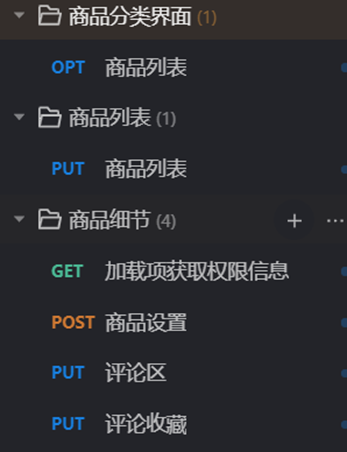 商品分类界面 (1)
OPT 商品列表
商品列表 (1)
PUT 商品列表
商品细节 (4)
GET 加载项获取权限信息
POST 商品设置
PUT 评论区
PUT 评论收藏